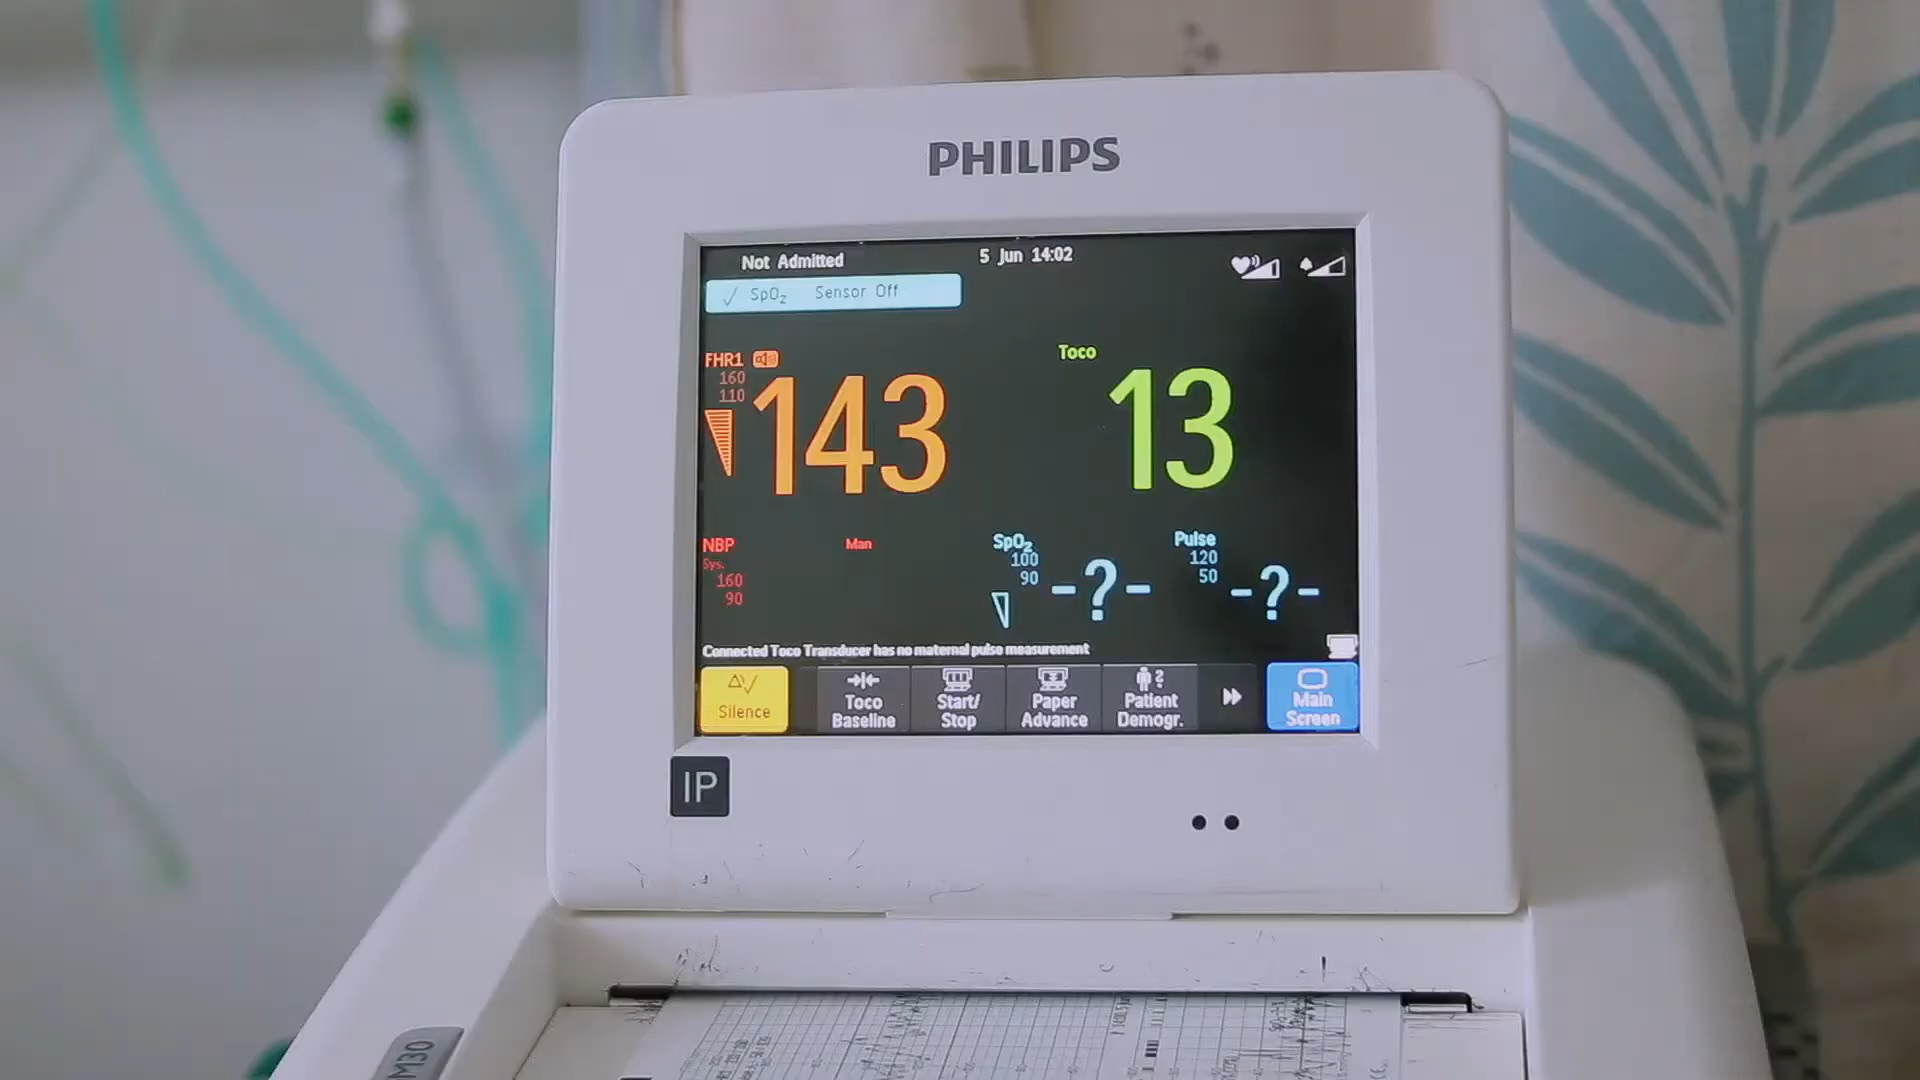 PHILIPS
Not Admitted
5 Jun 14:02
SpO₂ Sensor Off
FHR1
160
110
143
Toco
13
NBP
Sys.
160
90
Man
SpO₂
100
90
-?-
Pulse
120
50
-?-
Connected Toco Transducer has no maternal pulse measurement
Silence
Toco
Baseline
Start/
Stop
Paper
Advance
Patient
Demogr.
Main
Screen
IP
M30